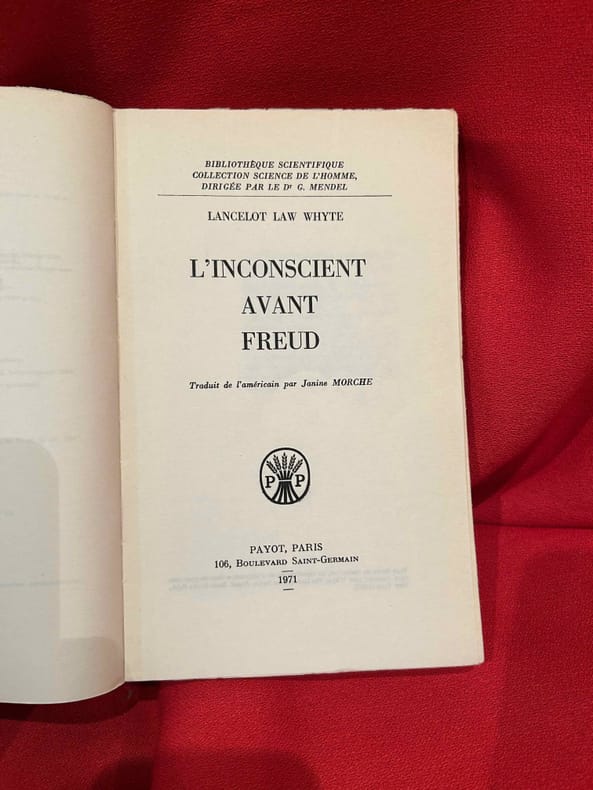 BIBLIOTHÈQUE SCIENTIFIQUE
COLLECTION SCIENCE DE L'HOMME,
DIRIGÉE PAR LE Dr G. MENDEL
LANCELOT LAW WHYTE
L'INCONSCIENT
AVANT
FREUD
Traduit de l'américain par Janine MORCHE
P P
PAYOT, PARIS
106, BOULEVARD SAINT-GERMAIN
1971